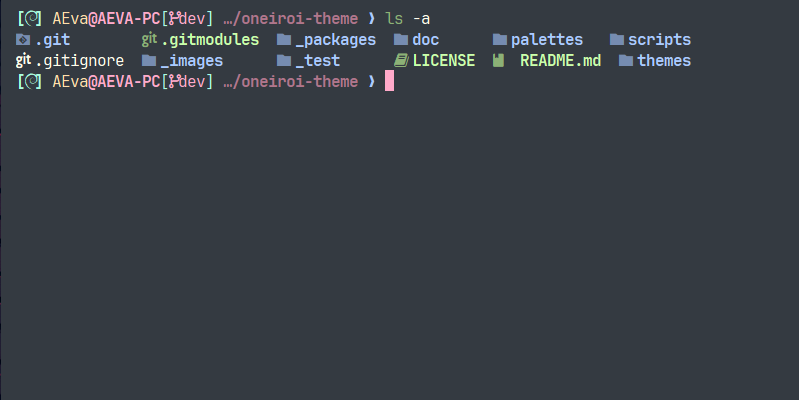 [] AEva@AEVA-PC[dev] …/oneiroi-theme ❯ ls -a
.git git .gitmodules _packages doc palettes scripts
git .gitignore _images _test LICENSE README.md themes
[] AEva@AEVA-PC[dev] …/oneiroi-theme ❯